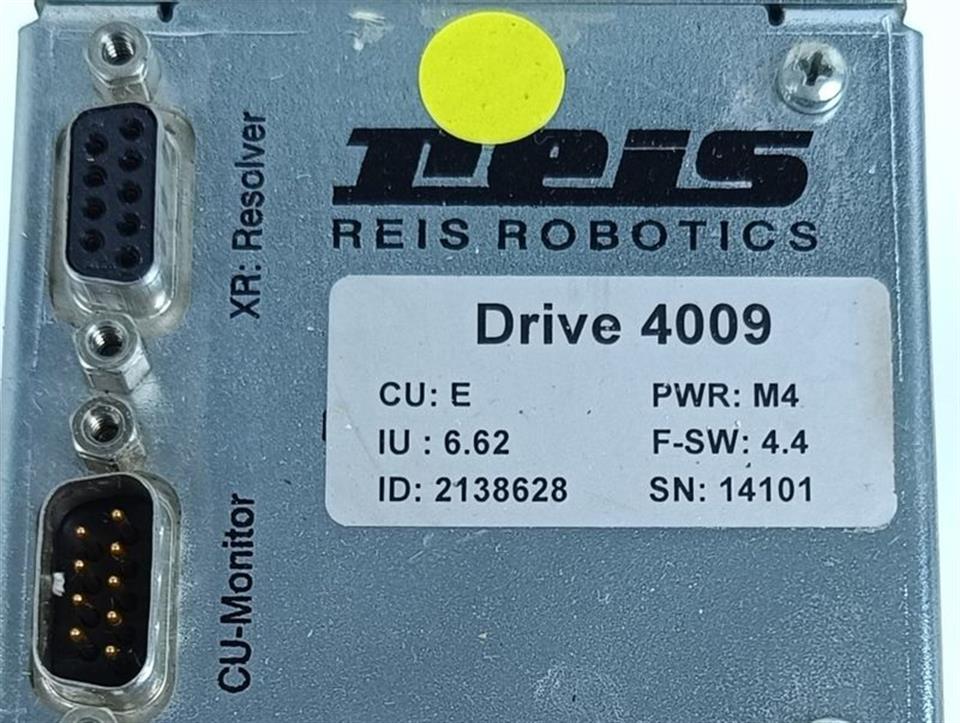 reis
REIS ROBOTICS
XR: Resolver
CU-Monitor
Drive 4009
CU: E PWR: M4
IU : 6.62 F-SW: 4.4
ID: 2138628 SN: 14101